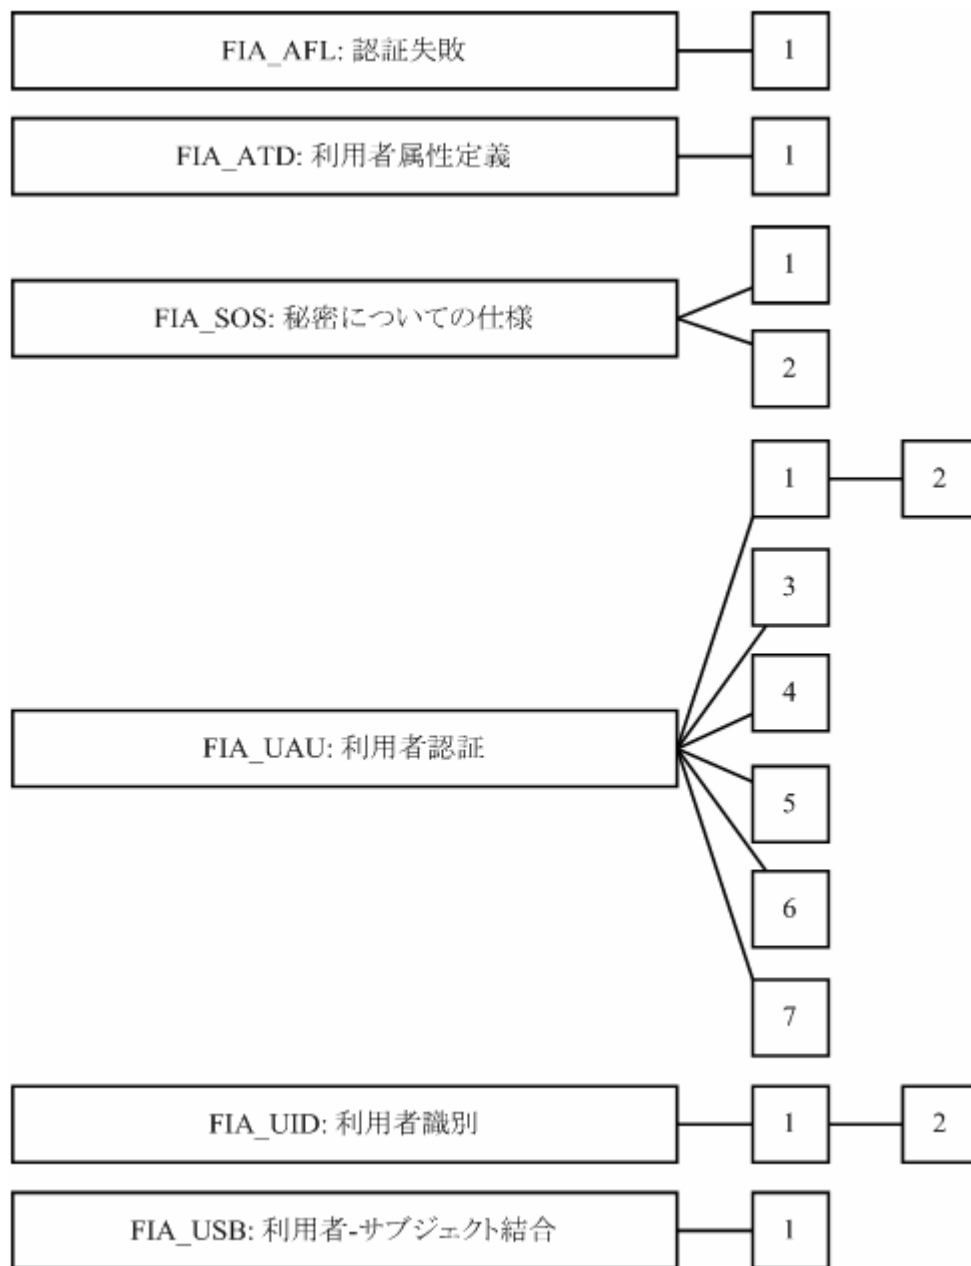 FIA_AFL: 認証失敗 1
FIA_ATD: 利用者属性定義 1
1
FIA_SOS: 秘密についての仕様
2
1 2
3
4
FIA_UAU: 利用者認証
5
6
7
FIA_UID: 利用者識別 1 2
FIA_USB: 利用者-サブジェクト結合 1